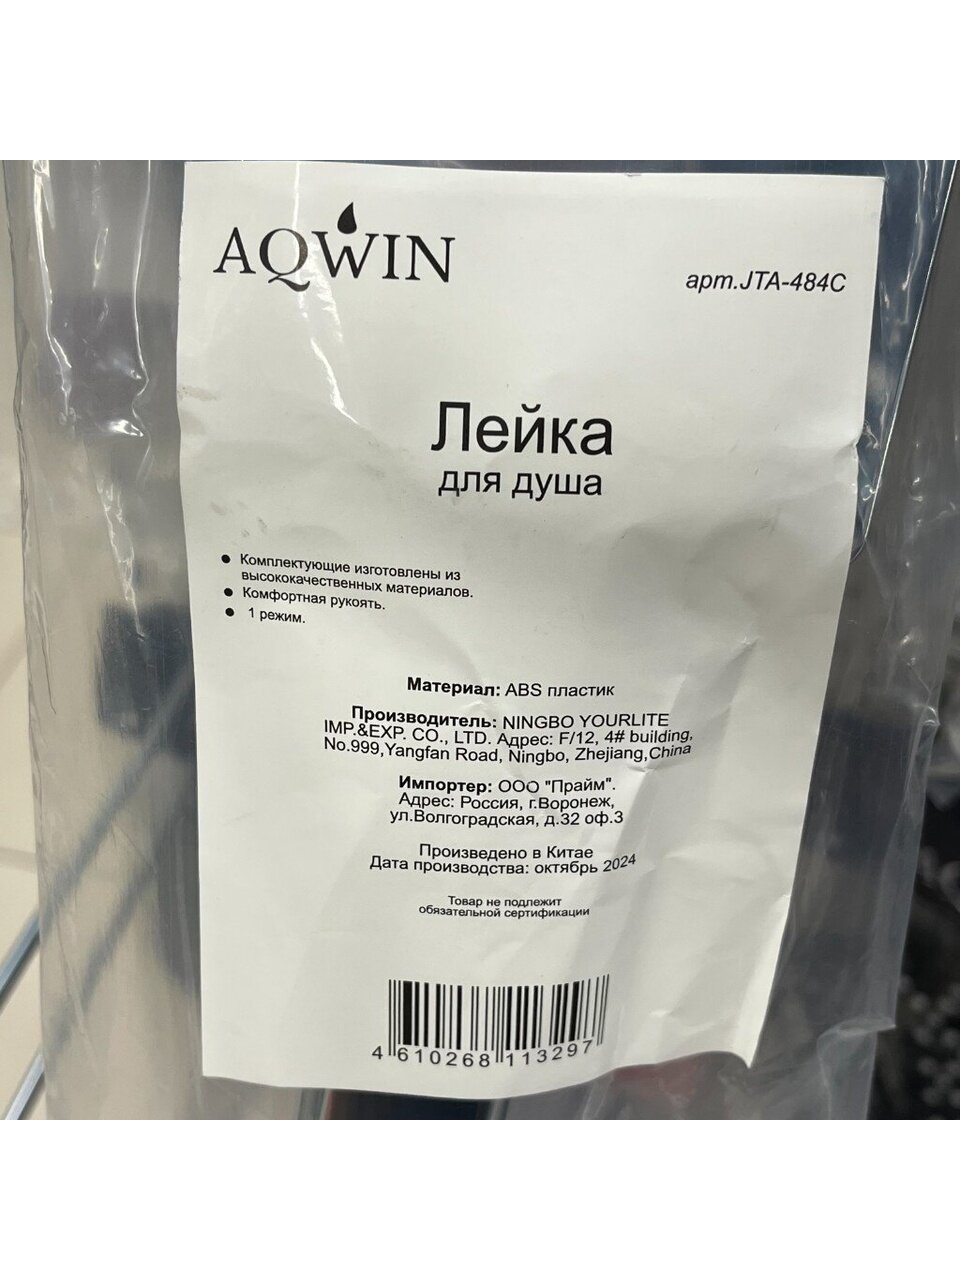 AQWIN
арт.JTA-484C
Лейка
для душа
● Комплектующие изготовлены из
высококачественных материалов.
● Комфортная рукоять.
● 1 режим.
Материал: ABS пластик
Производитель: NINGBO YOURLITE
IMP.&EXP. CO., LTD. Адрес: F/12, 4# building,
No.999,Yangfan Road, Ningbo, Zhejiang,China
Импортер: ООО "Прайм".
Адрес: Россия, г.Воронеж,
ул.Волгоградская, д.32 оф.3
Произведено в Китае
Дата производства: октябрь 2024
Товар не подлежит
обязательной сертификации
4 610268 113297